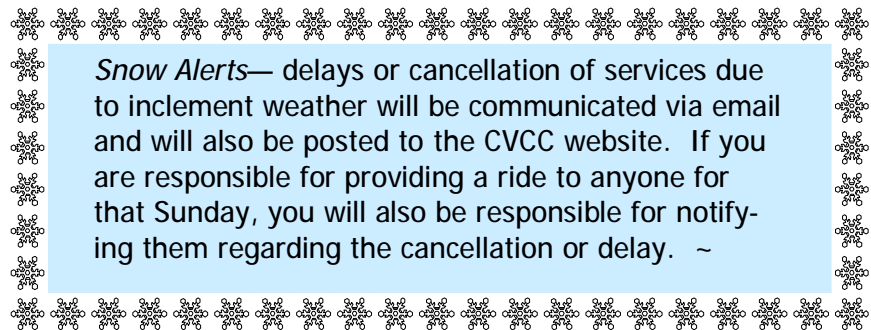 Snow Alerts— delays or cancellation of services due
to inclement weather will be communicated via email
and will also be posted to the CVCC website.  If you
are responsible for providing a ride to anyone for
that Sunday, you will also be responsible for notify-
ing them regarding the cancellation or delay.  ~